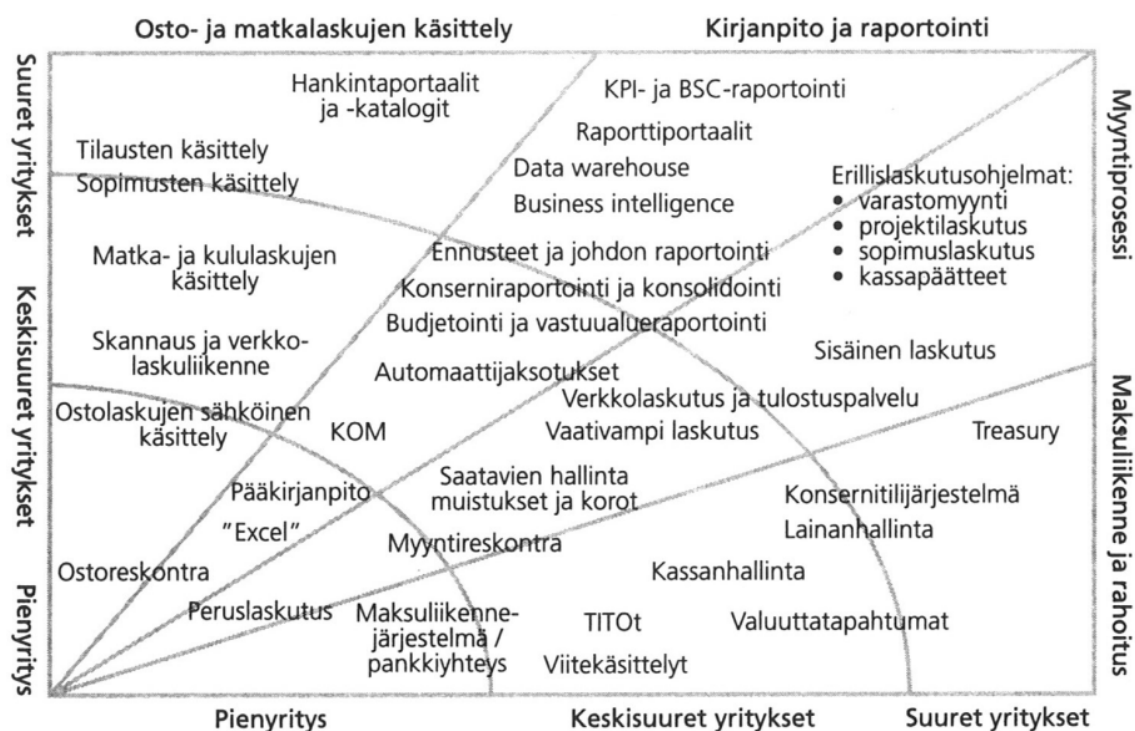 Osto- ja matkalaskujen käsittely
Kirjanpito ja raportointi
Suuret yritykset
Keskisuuret yritykset
Pienyritys
Hankintaportaalit
ja -katalogit
Tilausten käsittely
Sopimusten käsittely
Matka- ja kululaskujen
käsittely
Skannaus ja verkko-
laskuliikenne
Ostolaskujen sähköinen
käsittely
Ostoreskontra
KPI- ja BSC-raportointi
Raporttiportaalit
Data warehouse
Business intelligence
Ennusteet ja johdon raportointi
Konserniraportointi ja konsolidointi
Budjetointi ja vastuualueraportointi
Automaattijaksotukset
KOM
Pääkirjanpito
"Excel"
Erillislaskutusohjelmat:
• varastomyynti
• projektilaskutus
• sopimuslaskutus
• kassapäätteet
Sisäinen laskutus
Verkkolaskutus ja tulostuspalvelu
Vaativampi laskutus
Saatavien hallinta
muistukset ja korot
Myyntireskontra
Peruslaskutus
Treasury
Konsernitilijärjestelmä
Lainanhallinta
Kassanhallinta
Valuuttatapahtumat
TITOt
Viitekäsittelyt
Maksuliikenne-
järjestelmä /
pankkiyhteys
Myyntiprosessi
Maksuliikenne ja rahoitus
Pienyritys
Keskisuuret yritykset
Suuret yritykset